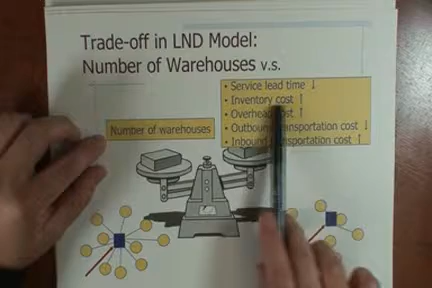 Trade-off in LND Model:
Number of Warehouses v.s.
• Service lead time ↓
• Inventory cost ↑
• Overhead cost ↑
• Outbound transportation cost ↓
• Inbound transportation cost ↑
Number of warehouses